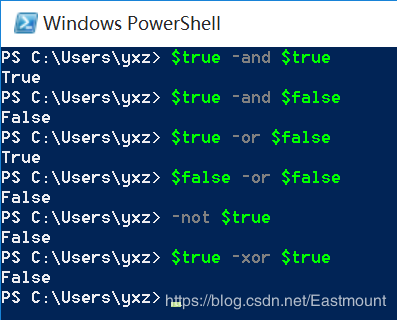 Windows PowerShell
PS C:\Users\yxz> $true -and $true
True
PS C:\Users\yxz> $true -and $false
False
PS C:\Users\yxz> $true -or $false
True
PS C:\Users\yxz> $false -or $false
False
PS C:\Users\yxz> -not $true
False
PS C:\Users\yxz> $true -xor $true
False
PS C:\Users\yxz>
https://blog.csdn.net/Eastmount